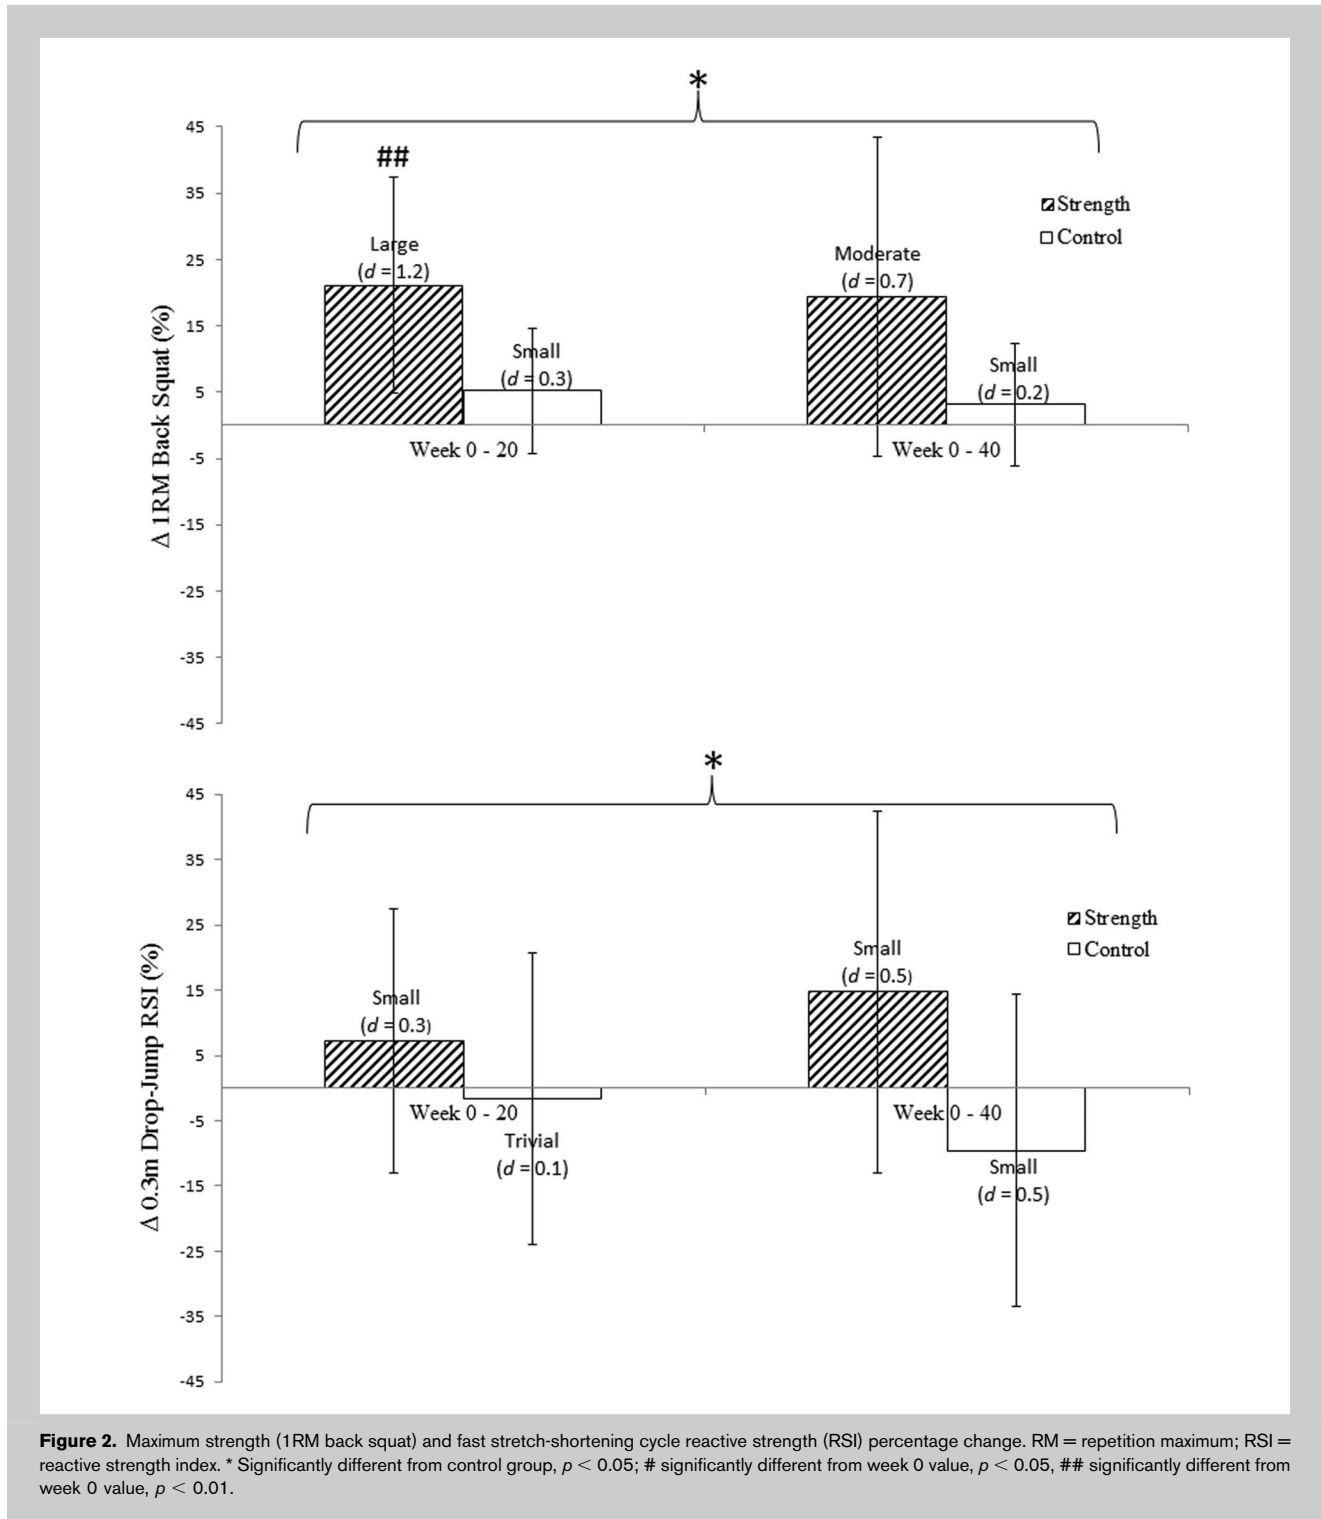 *
45
##
35
Strength
Large
Moderate
Control
25
(d = 1.2)
(d = 0.7)
15
Small
Small
(d = 0.3)
(d = 0.2)
5
Week 0 - 20
Week 0 - 40
-5
-15
-25
-35
-45
Δ 1RM Back Squat (%)
*
45
35
25
Strength
Small
Control
15
(d = 0.5)
Small
(d = 0.3)
5
Week 0 - 20
Week 0 - 40
-5
Trivial
(d = 0.1)
Small
-15
(d = 0.5)
-25
-35
-45
Δ 0.3m Drop-Jump RSI (%)
Figure 2. Maximum strength (1RM back squat) and fast stretch-shortening cycle reactive strength (RSI) percentage change. RM = repetition maximum; RSI =
reactive strength index. * Significantly different from control group, p < 0.05; # significantly different from week 0 value, p < 0.05, ## significantly different from
week 0 value, p < 0.01.